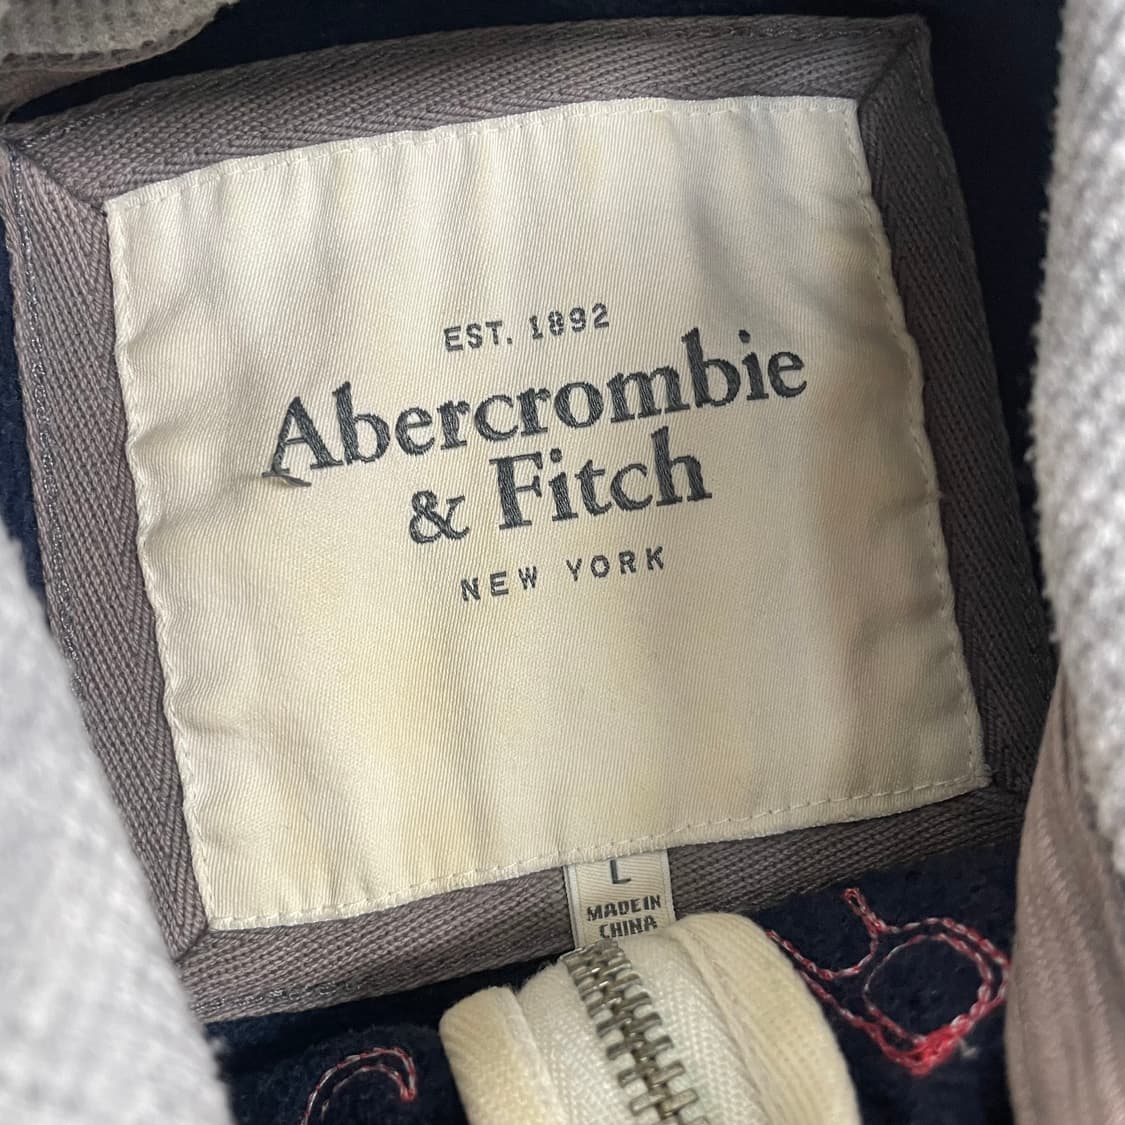 EST. 1892
Abercrombie
& Fitch
NEW YORK
L
MADE IN
CHINA